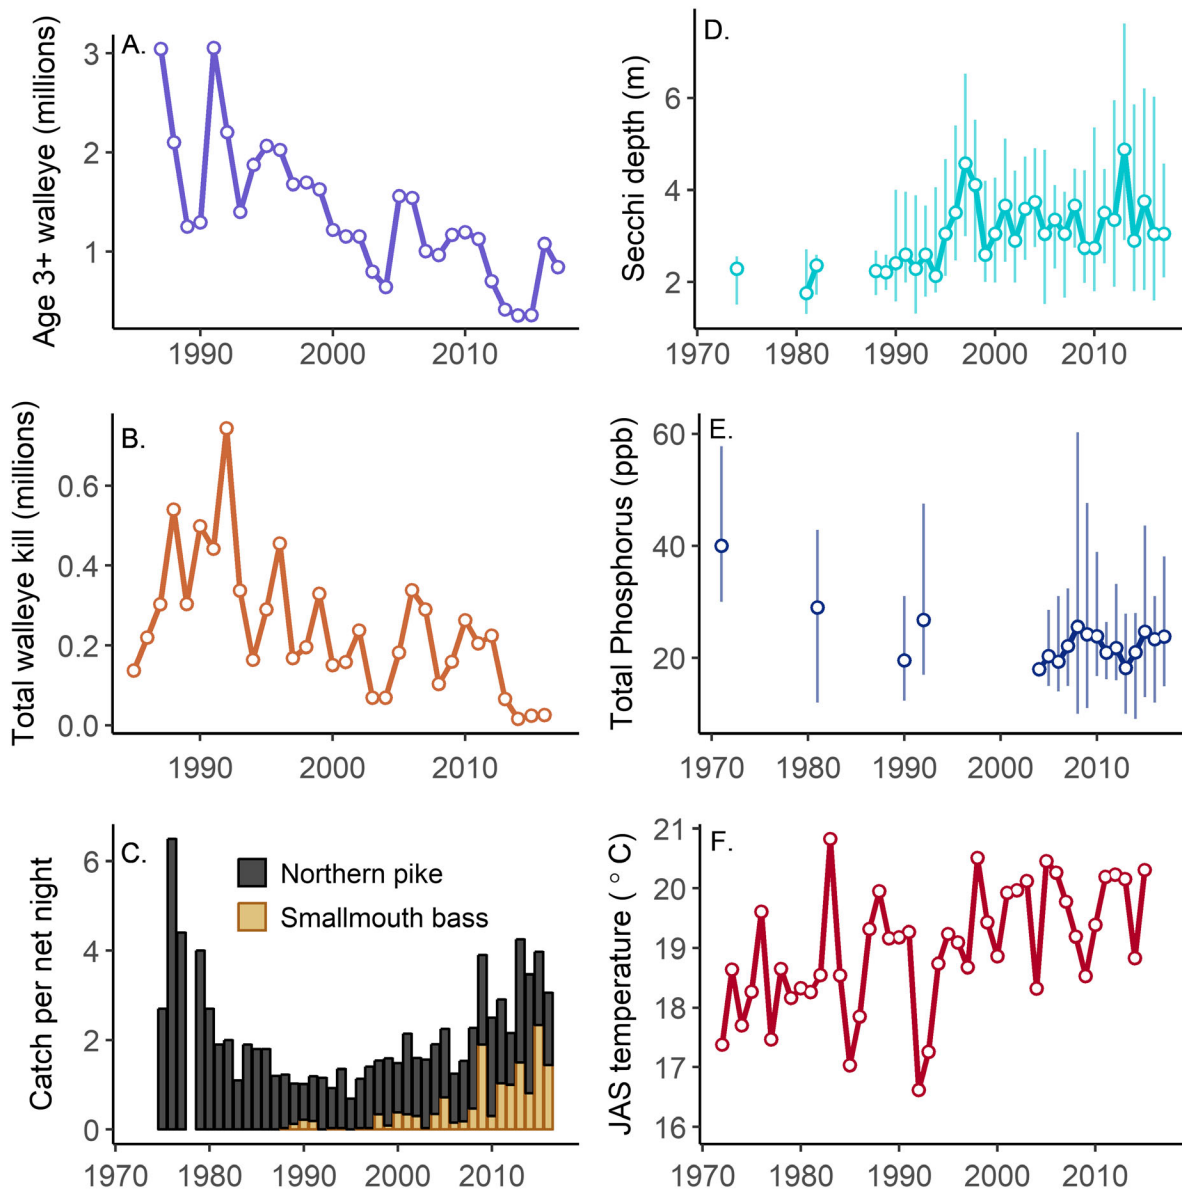 A.
Age 3+ walleye (millions)
3
2
1
1990 2000 2010
D.
Secchi depth (m)
6
4
2
1970 1980 1990 2000 2010
B.
Total walleye kill (millions)
0.6
0.4
0.2
0.0
1990 2000 2010
E.
Total Phosphorus (ppb)
60
40
20
1970 1980 1990 2000 2010
C.
Catch per net night
6
4
2
0
Northern pike
Smallmouth bass
1970 1980 1990 2000 2010
F.
JAS temperature ( ° C)
21
20
19
18
17
16
1970 1980 1990 2000 2010